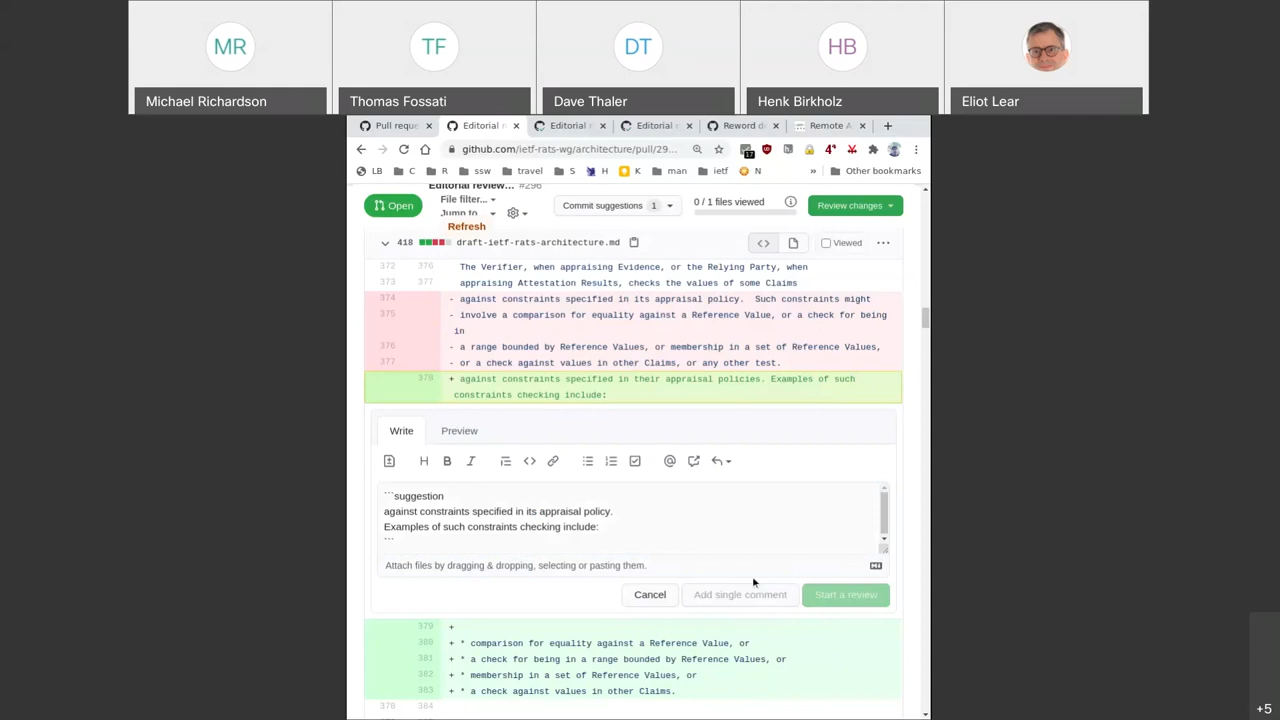 MR
TF
DT
HB
Michael Richardson
Thomas Fossati
Dave Thaler
Henk Birkholz
Eliot Lear
Pull reque
Editorial r
Editorial r
Editorial e
Reword de
Remote A
github.com/ietf-rats-wg/architecture/pull/29...
17
LB
C
R
ssw
travel
S
H
K
man
ietf
N
»
Other bookmarks
Editorial review... #296
Open
File filter...
Jump to
Refresh
Commit suggestions 1
0 / 1 files viewed
Review changes
418
draft-ietf-rats-architecture.md
Viewed
372 376 The Verifier, when appraising Evidence, or the Relying Party, when
373 377 appraising Attestation Results, checks the values of some Claims
374 - against constraints specified in its appraisal policy.  Such constraints might
375 - involve a comparison for equality against a Reference Value, or a check for being
in
376 - a range bounded by Reference Values, or membership in a set of Reference Values,
377 - or a check against values in other Claims, or any other test.
378 + against constraints specified in their appraisal policies. Examples of such
constraints checking include:
Write
Preview
```suggestion
against constraints specified in its appraisal policy.
Examples of such constraints checking include:
```
Attach files by dragging & dropping, selecting or pasting them.
Cancel
Add single comment
Start a review
379 +
380 + * comparison for equality against a Reference Value, or
381 + * a check for being in a range bounded by Reference Values, or
382 + * membership in a set of Reference Values, or
383 + * a check against values in other Claims.
378 384
+5